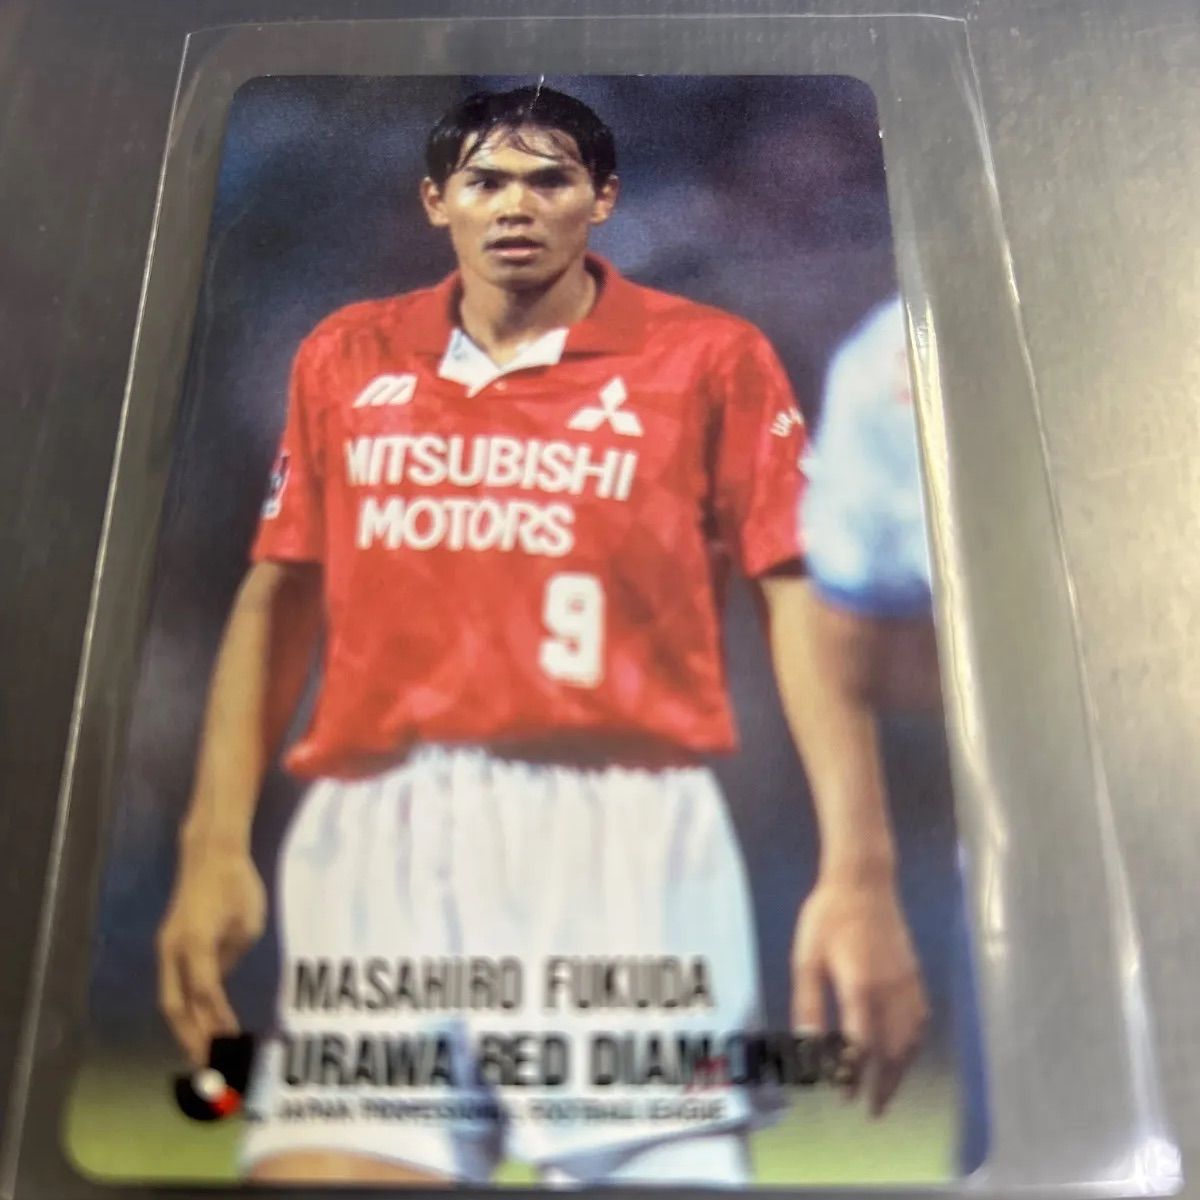 MITSUBISHI
MOTORS
9
MASAHIRO FUKUDA
URAWA RED DIAMONDS
JAPAN PROFESSIONAL FOOTBALL LEAGUE